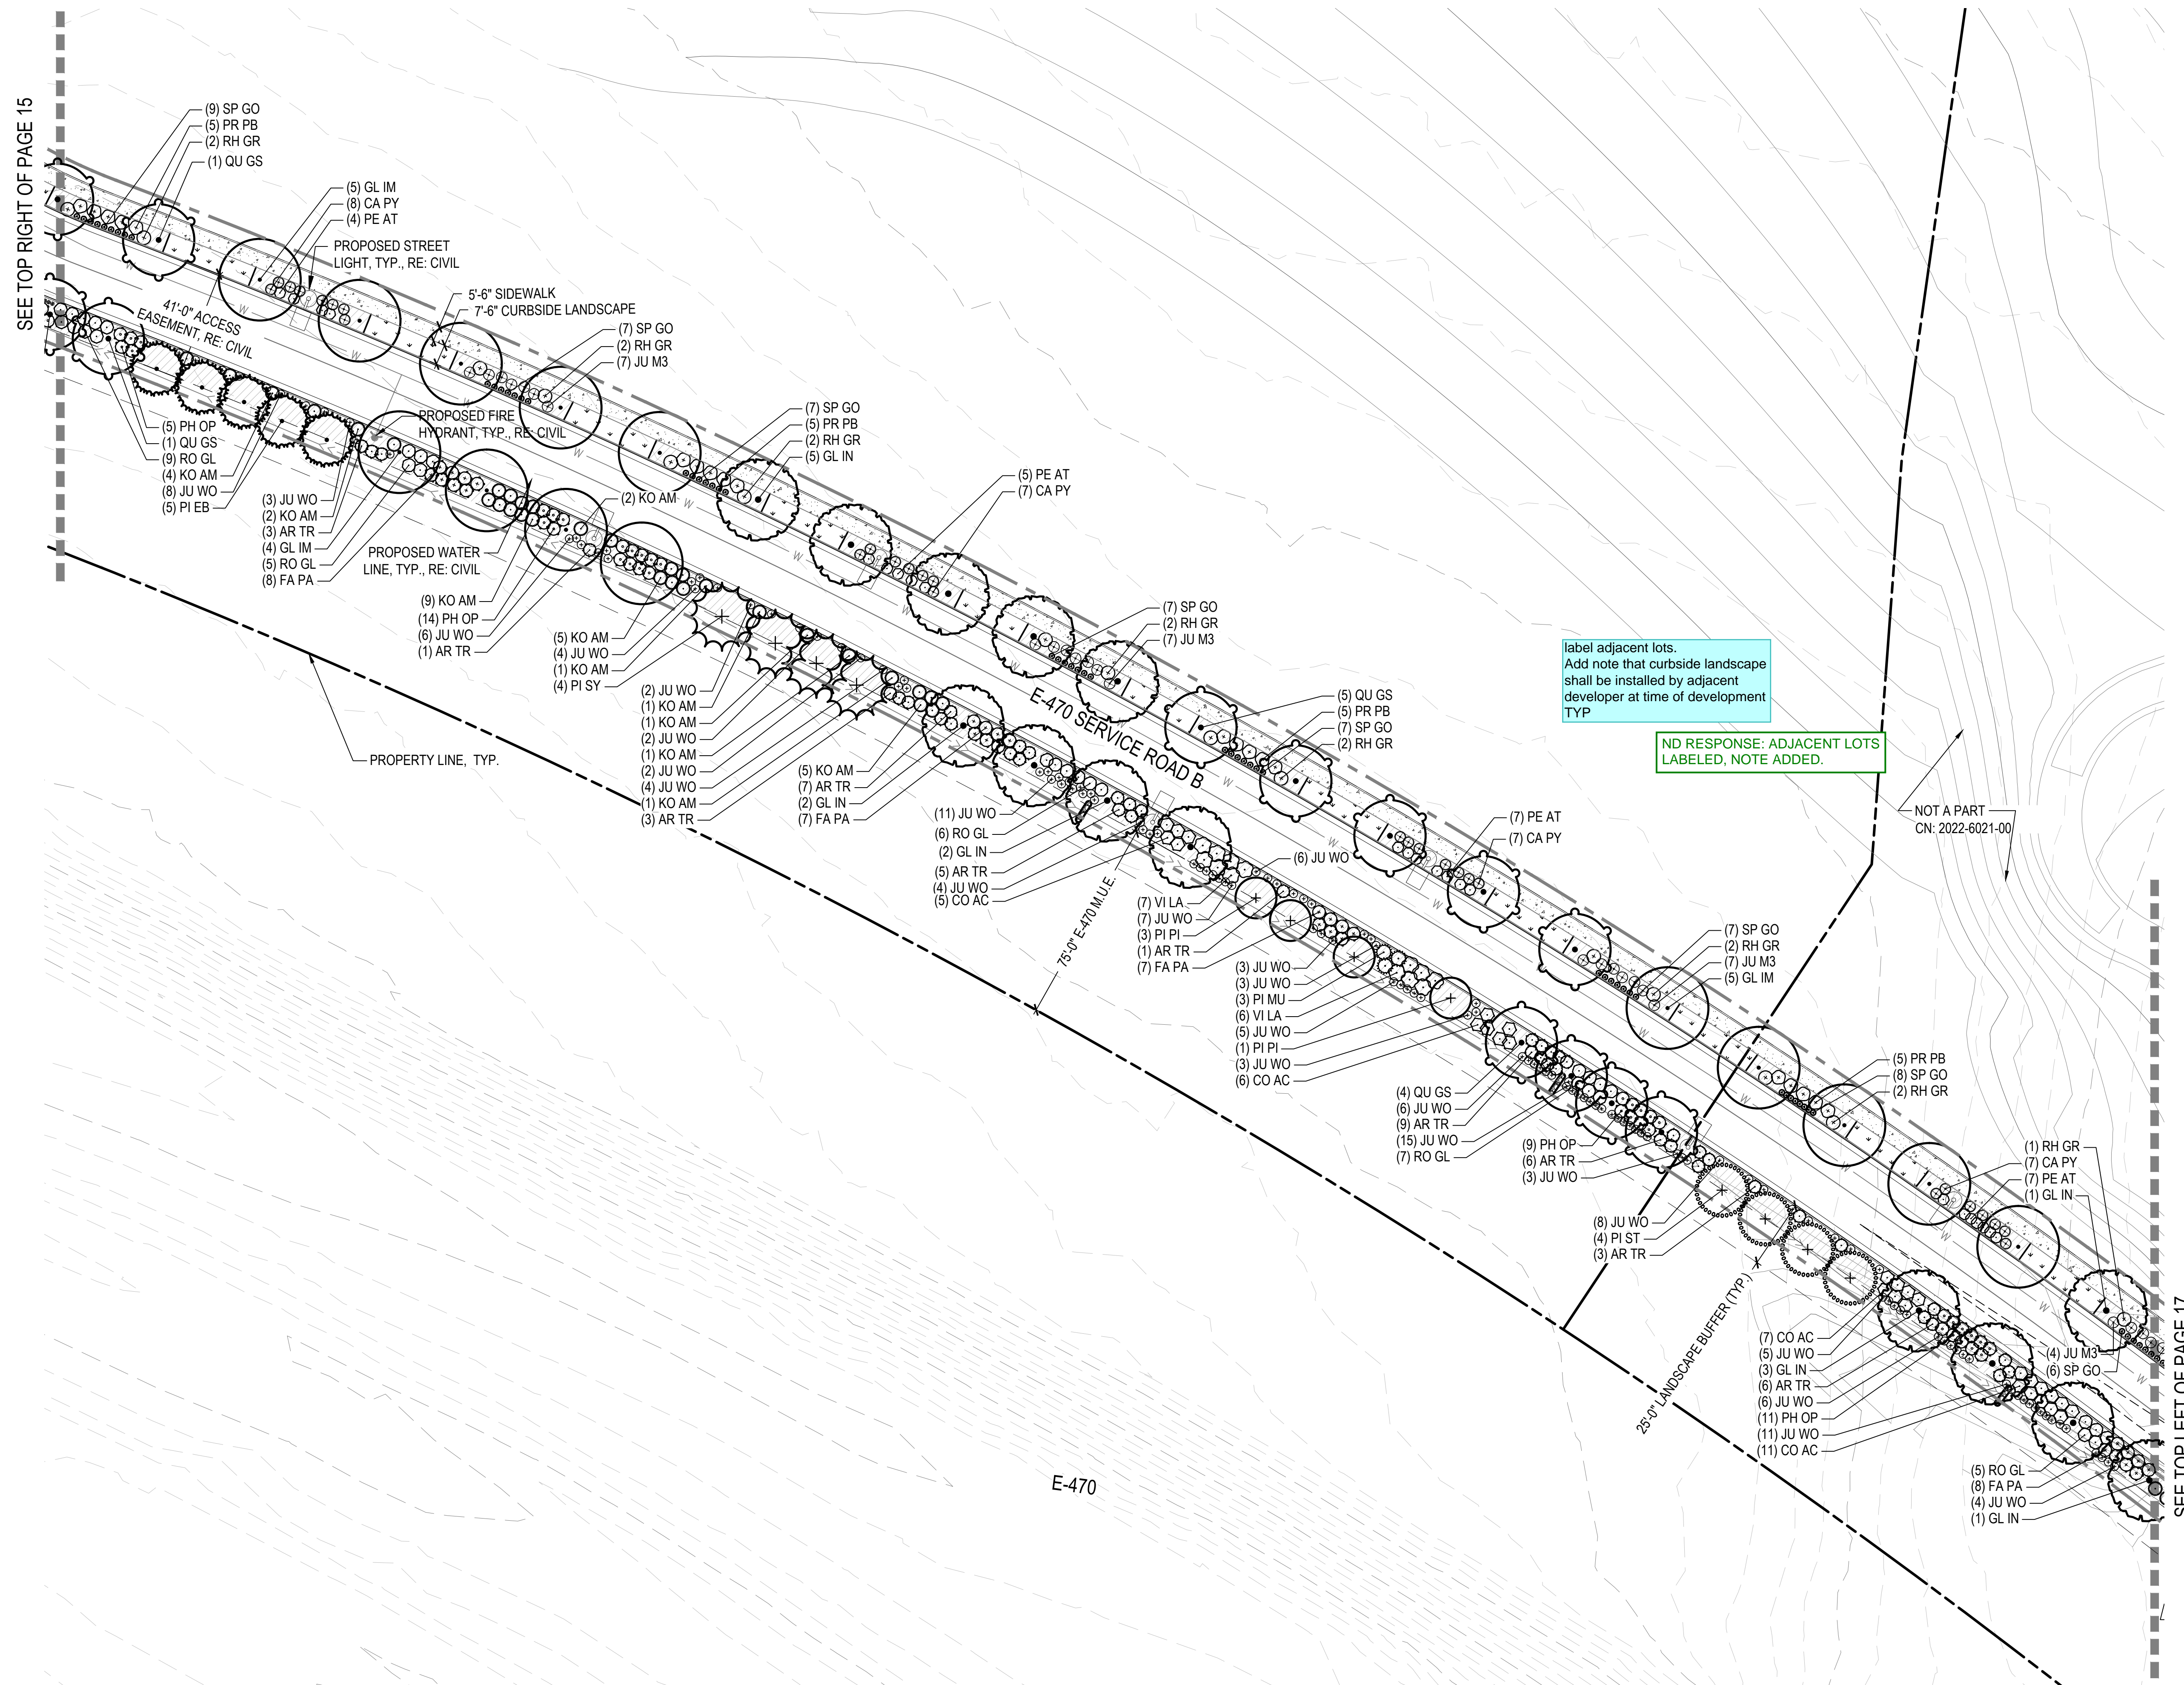 SEE TOP RIGHT OF PAGE 15
(9) SP GO
(5) PR PB
(2) RH GR
(1) QU GS
(5) GL IM
(8) CA PY
(4) PE AT
PROPOSED STREET
LIGHT, TYP., RE: CIVIL
5'-6" SIDEWALK
7'-6" CURBSIDE LANDSCAPE
(7) SP GO
(2) RH GR
(7) JU M3
41'-0" ACCESS
EASEMENT, RE: CIVIL
PROPOSED FIRE
HYDRANT, TYP., RE: CIVIL
(5) PH OP
(1) QU GS
(9) RO GL
(4) KO AM
(8) JU WO
(5) PI EB
(3) JU WO
(2) KO AM
(3) AR TR
(4) GL IM
(5) RO GL
(8) FA PA
PROPOSED WATER
LINE, TYP., RE: CIVIL
(2) KO AM
(7) SP GO
(5) PR PB
(2) RH GR
(5) GL IN
(5) PE AT
(7) CA PY
(9) KO AM
(14) PH OP
(6) JU WO
(1) AR TR
(5) KO AM
(4) JU WO
(1) KO AM
(4) PI SY
(7) SP GO
(2) RH GR
(7) JU M3
(2) JU WO
(1) KO AM
(1) KO AM
(2) JU WO
(1) KO AM
(2) JU WO
(4) JU WO
(1) KO AM
(3) AR TR
PROPERTY LINE, TYP.
E-470 SERVICE ROAD B
(5) QU GS
(5) PR PB
(7) SP GO
(2) RH GR
label adjacent lots.
Add note that curbside landscape
shall be installed by adjacent
developer at time of development
TYP
ND RESPONSE: ADJACENT LOTS
LABELED, NOTE ADDED.
(5) KO AM
(7) AR TR
(2) GL IN
(7) FA PA
(11) JU WO
(6) RO GL
(2) GL IN
(5) AR TR
(4) JU WO
(5) CO AC
(7) PE AT
(7) CA PY
NOT A PART
CN: 2022-6021-00
(6) JU WO
75'-0" E-470 M.U.E.
(7) VI LA
(7) JU WO
(3) PI PI
(1) AR TR
(7) FA PA
(3) JU WO
(3) JU WO
(3) PI MU
(6) VI LA
(5) JU WO
(1) PI PI
(3) JU WO
(6) CO AC
(7) SP GO
(2) RH GR
(7) JU M3
(5) GL IM
(5) PR PB
(8) SP GO
(2) RH GR
(4) QU GS
(6) JU WO
(9) AR TR
(15) JU WO
(7) RO GL
(9) PH OP
(6) AR TR
(3) JU WO
(1) RH GR
(7) CA PY
(7) PE AT
(1) GL IN
(8) JU WO
(4) PI ST
(3) AR TR
25'-0" LANDSCAPE BUFFER (TYP.)
(7) CO AC
(5) JU WO
(3) GL IN
(6) AR TR
(6) JU WO
(11) PH OP
(11) JU WO
(11) CO AC
(4) JU M3
(6) SP GO
(5) RO GL
(8) FA PA
(4) JU WO
(1) GL IN
E-470
SEE TOP LEFT OF PAGE 17
W
W
W
W
W
W
W
W
W
W
W
W
W
W